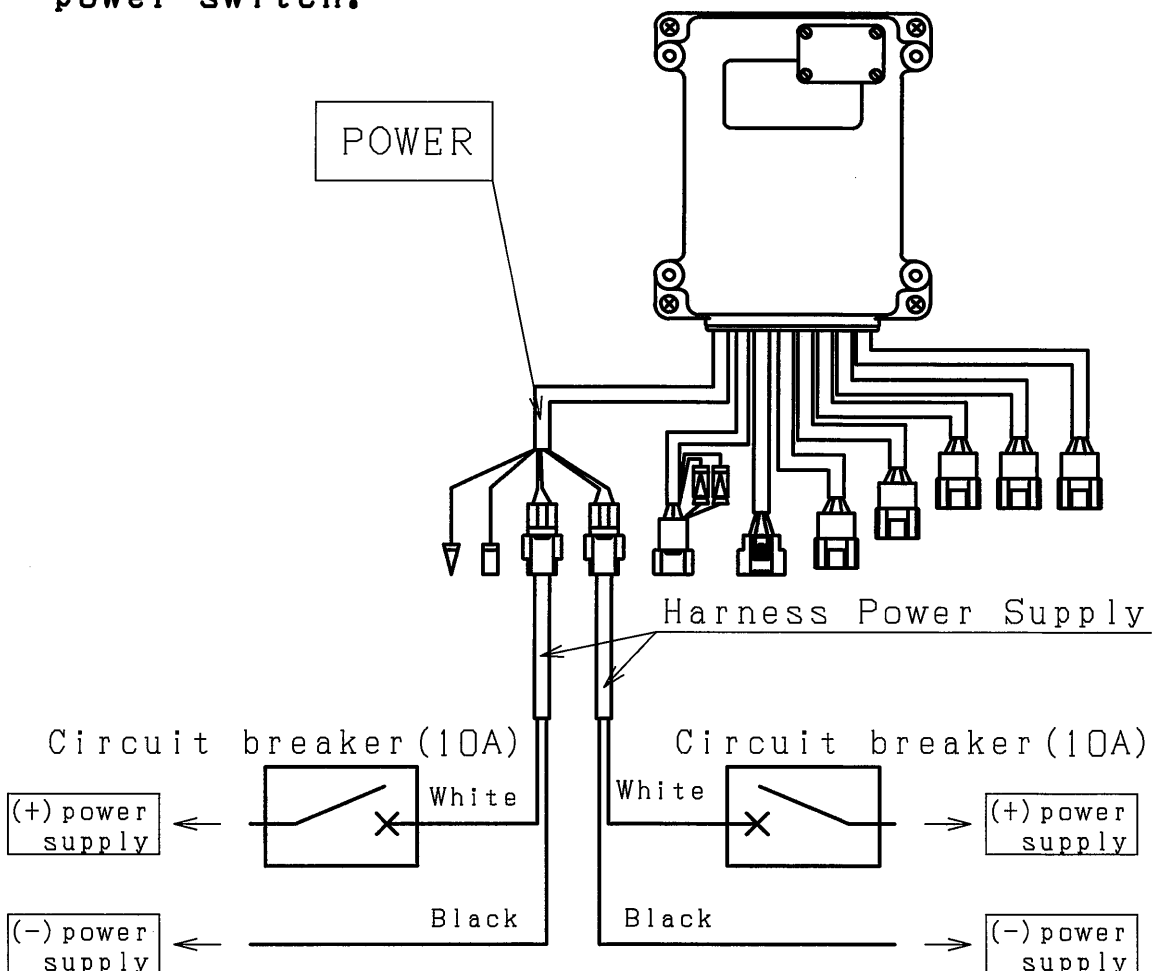 power switch.
POWER
Harness Power Supply
Circuit breaker(10A)
Circuit breaker(10A)
White
White
(+)power
supply
(+)power
supply
Black
Black
(-)power
supply
(-)power
supply